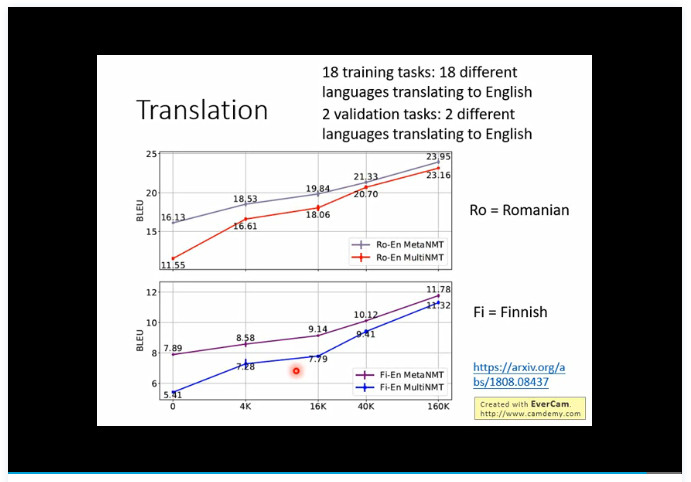 18 training tasks: 18 different
languages translating to English
2 validation tasks: 2 different
languages translating to English
Translation
25
20
15
BLEU
16.13
18.53
19.84
21.33
23.95
11.55
16.61
18.06
20.70
23.16
Ro-En MetaNMT
Ro-En MultiNMT
Ro = Romanian
12
10
8
6
BLEU
7.89
8.58
9.14
10.12
11.78
5.41
7.28
7.79
9.41
11.32
Fi-En MetaNMT
Fi-En MultiNMT
0
4K
16K
40K
160K
Fi = Finnish
https://arxiv.org/a
bs/1808.08437
Created with EverCam.
http://www.camdemy.com